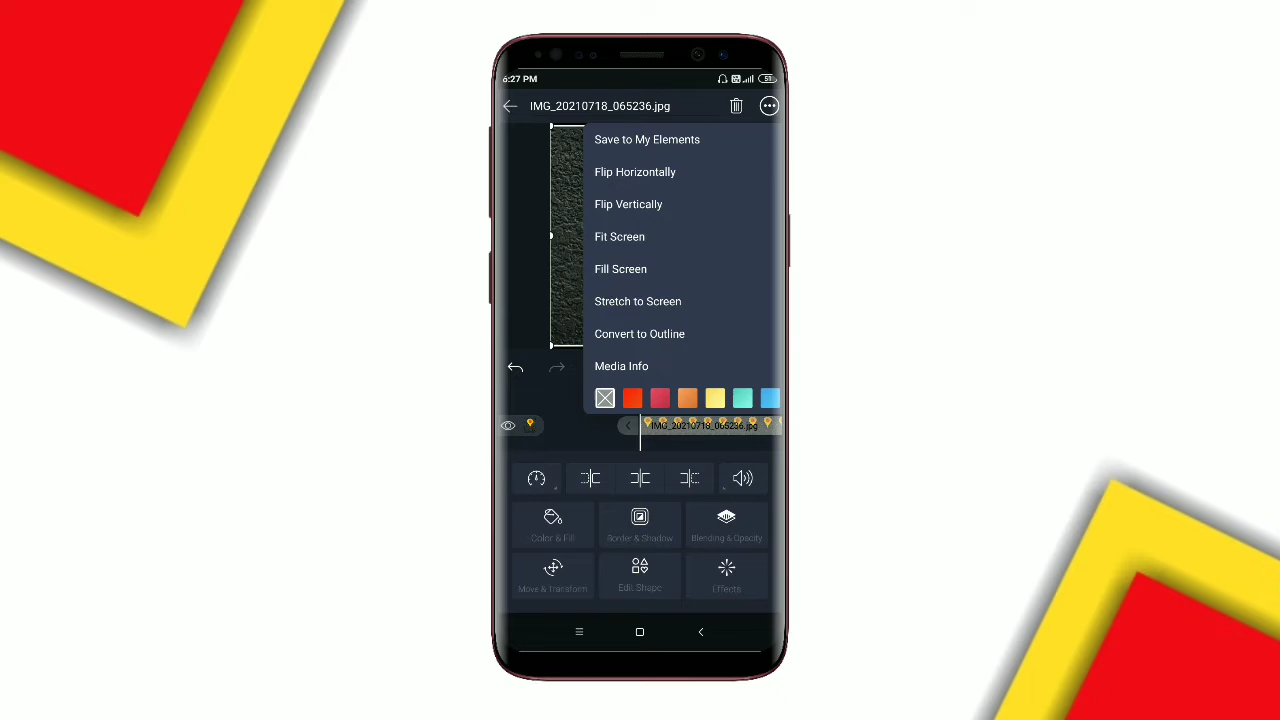 6:27 PM
51
IMG_20210718_065236.jpg
Save to My Elements
Flip Horizontally
Flip Vertically
Fit Screen
Fill Screen
Stretch to Screen
Convert to Outline
Media Info
IMG_20210718_065236.jpg
Color & Fill
Border & Shadow
Blending & Opacity
Move & Transform
Edit Shape
Effects